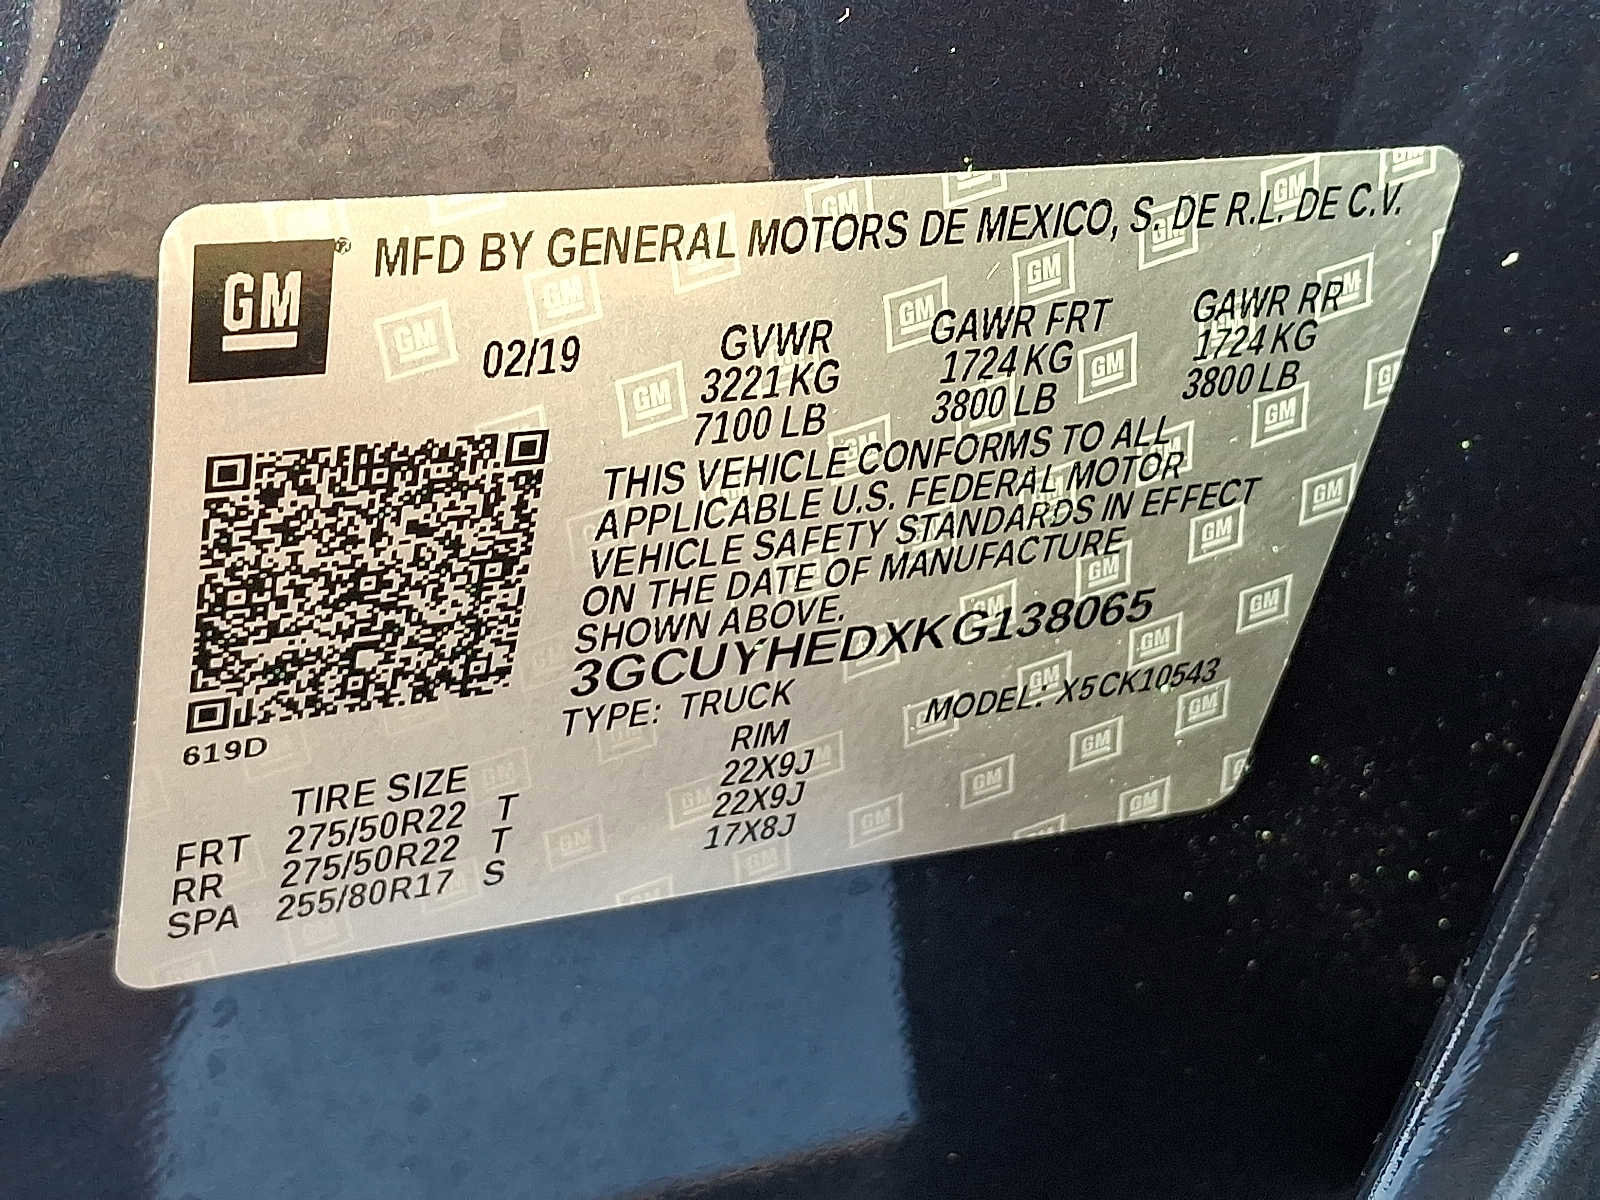 GM ® MFD BY GENERAL MOTORS DE MEXICO, S. DE R.L. DE C.V.
02/19 GVWR GAWR FRT GAWR RR
3221 KG 1724 KG 1724 KG
7100 LB 3800 LB 3800 LB
THIS VEHICLE CONFORMS TO ALL
APPLICABLE U.S. FEDERAL MOTOR
VEHICLE SAFETY STANDARDS IN EFFECT
ON THE DATE OF MANUFACTURE
SHOWN ABOVE.
3GCUYHEDXKG138065
TYPE: TRUCK MODEL: X5CK10543
619D
TIRE SIZE RIM
FRT 275/50R22 T 22X9J
RR 275/50R22 T 22X9J
SPA 255/80R17 S 17X8J